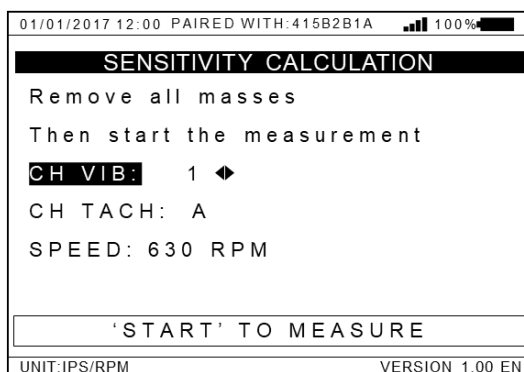 01/01/2017 12:00 PAIRED WITH:415B2B1A 100%
SENSITIVITY CALCULATION
Remove all masses
Then start the measurement
CH VIB: 1
CH TACH: A
SPEED: 630 RPM
‘START’ TO MEASURE
UNIT:IPS/RPM VERSION 1.00 EN